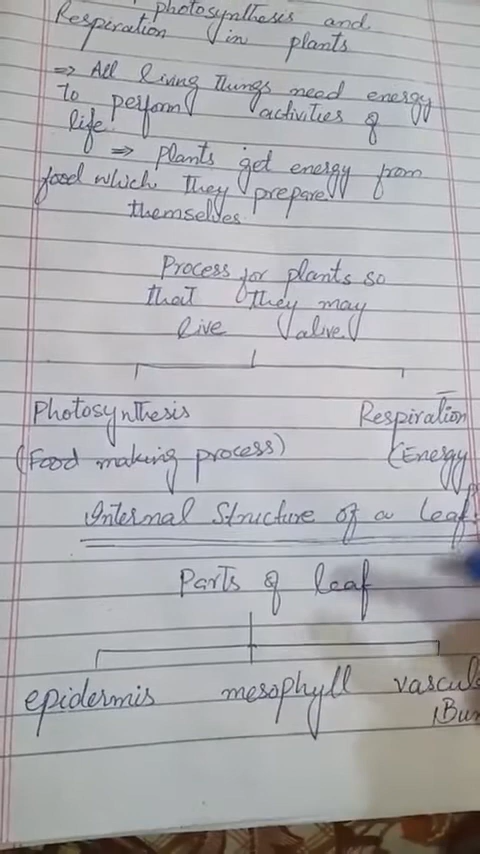 photosynthesis and
Respiration in plants
⇒ All living things need energy
to perform activities of
life.
⇒ plants get energy from
food which they prepare
themselves.
Process for plants so
that they may
live (alive)
Photosynthesis Respiration
(Food making process) (Energy
Internal Structure of a leaf.
Parts of leaf
epidermis mesophyll vascul
(Bun